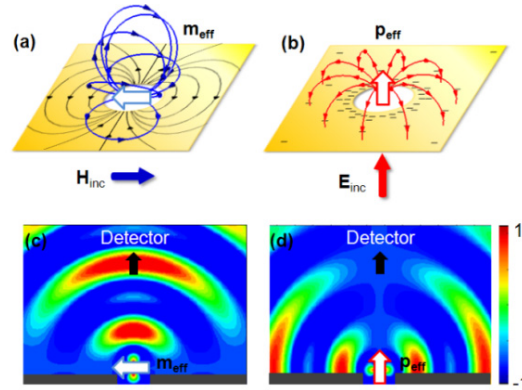 (a)
m_eff
(b)
p_eff
H_inc
E_inc
(c)
Detector
m_eff
(d)
Detector
p_eff
1